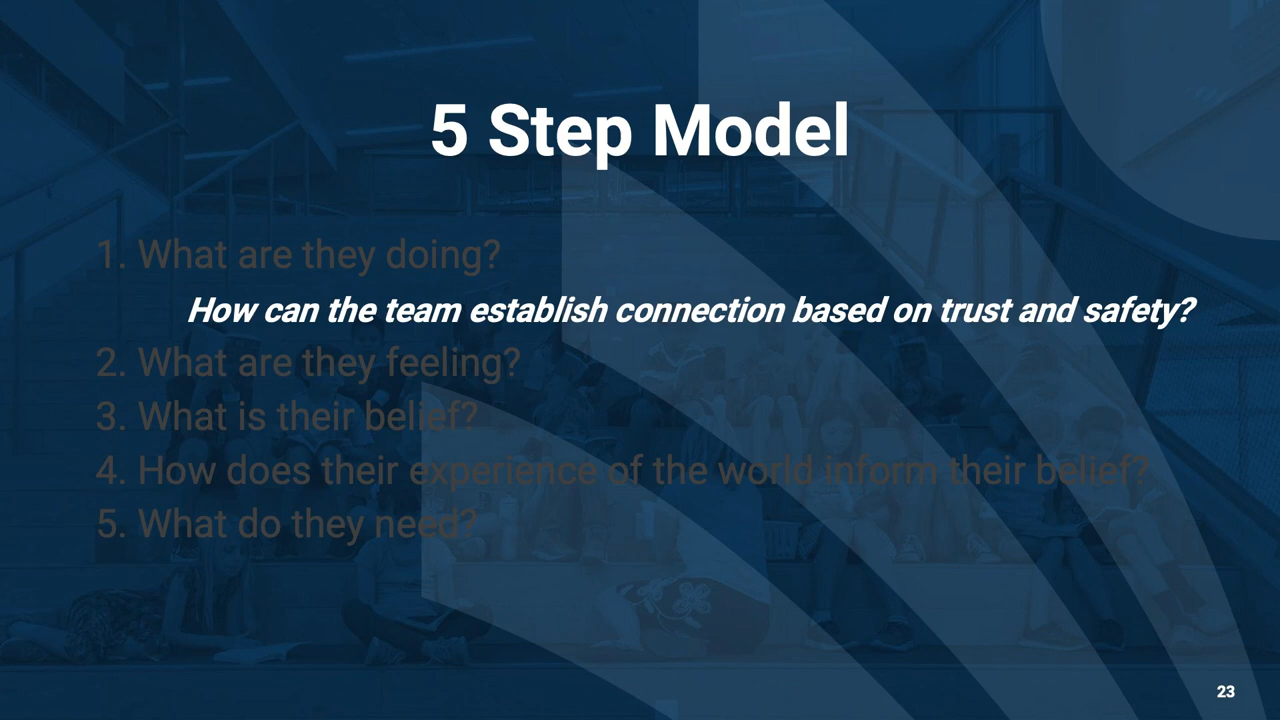 5 Step Model
1. What are they doing?
How can the team establish connection based on trust and safety?
2. What are they feeling?
3. What is their belief?
4. How does their experience of the world inform their belief?
5. What do they need?
23